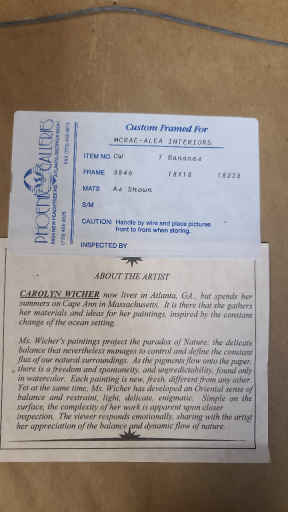 PHOENIX GALLERIES
Custom Framed For
MCRAE-ALEA INTERIORS
ITEM NO. CW 1 Bananas
FRAME 3846 18X18
MATS As Shown
S/M
CAUTION: Handle by wire and place pictures
front to front when storing.
INSPECTED BY
ABOUT THE ARTIST
CAROLYN WICHER now lives in Atlanta, GA., but spends her
summers on Cape Ann in Massachusetts. It is there that she gathers
her materials and ideas for her paintings, inspired by the constant
change of the ocean setting.
Ms. Wicher's paintings project the paradox of Nature: the delicate
balance that nevertheless manages to control and define the constant
flux of our natural surroundings. As the pigments flow onto the paper,
there is a freedom and spontaneity, and unpredictability, found only
in watercolor. Each painting is new, fresh, different from any other.
Yet at the same time, Ms. Wicher has developed an Oriental sense of
balance and restraint, light, delicate, enigmatic. Simple on the
surface, the complexity of her work is apparent upon closer
inspection. The viewer responds emotionally, sharing with the artist
her appreciation of the balance and dynamic flow of nature.